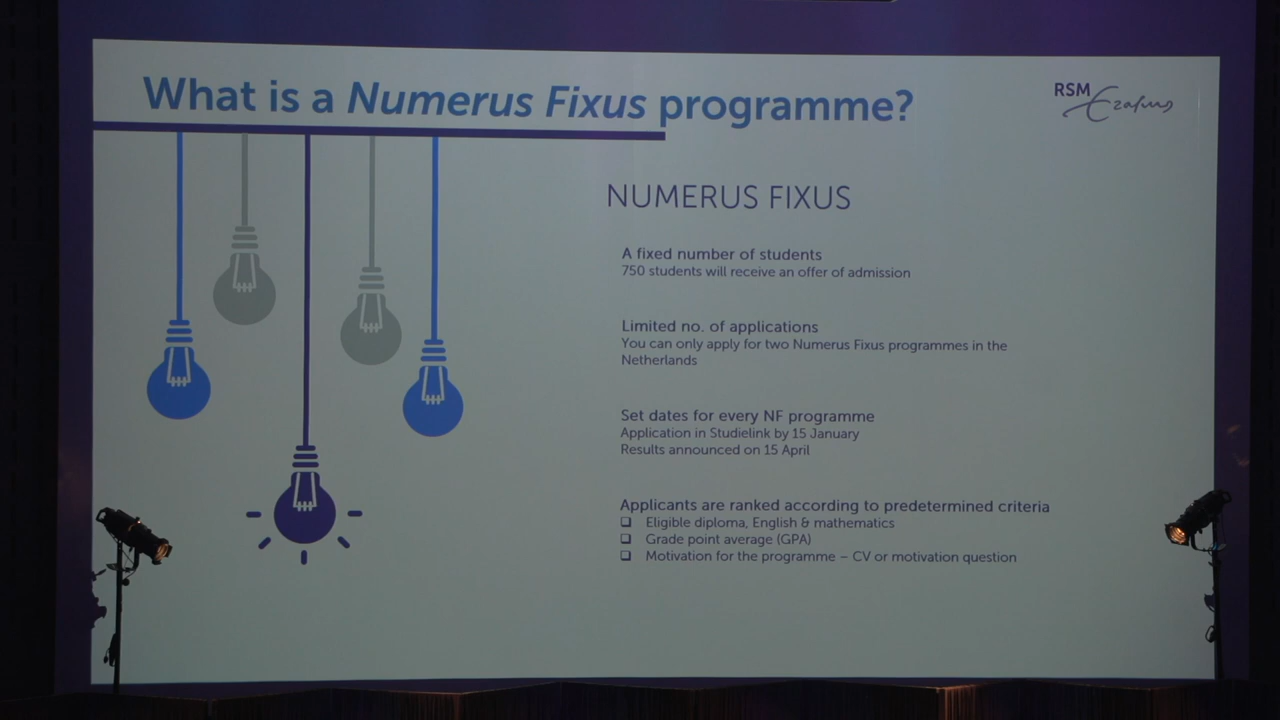 What is a Numerus Fixus programme?
RSM
Erasmus
NUMERUS FIXUS
A fixed number of students
750 students will receive an offer of admission
Limited no. of applications
You can only apply for two Numerus Fixus programmes in the
Netherlands
Set dates for every NF programme
Application in Studielink by 15 January
Results announced on 15 April
Applicants are ranked according to predetermined criteria
❑ Eligible diploma, English & mathematics
❑ Grade point average (GPA)
❑ Motivation for the programme – CV or motivation question